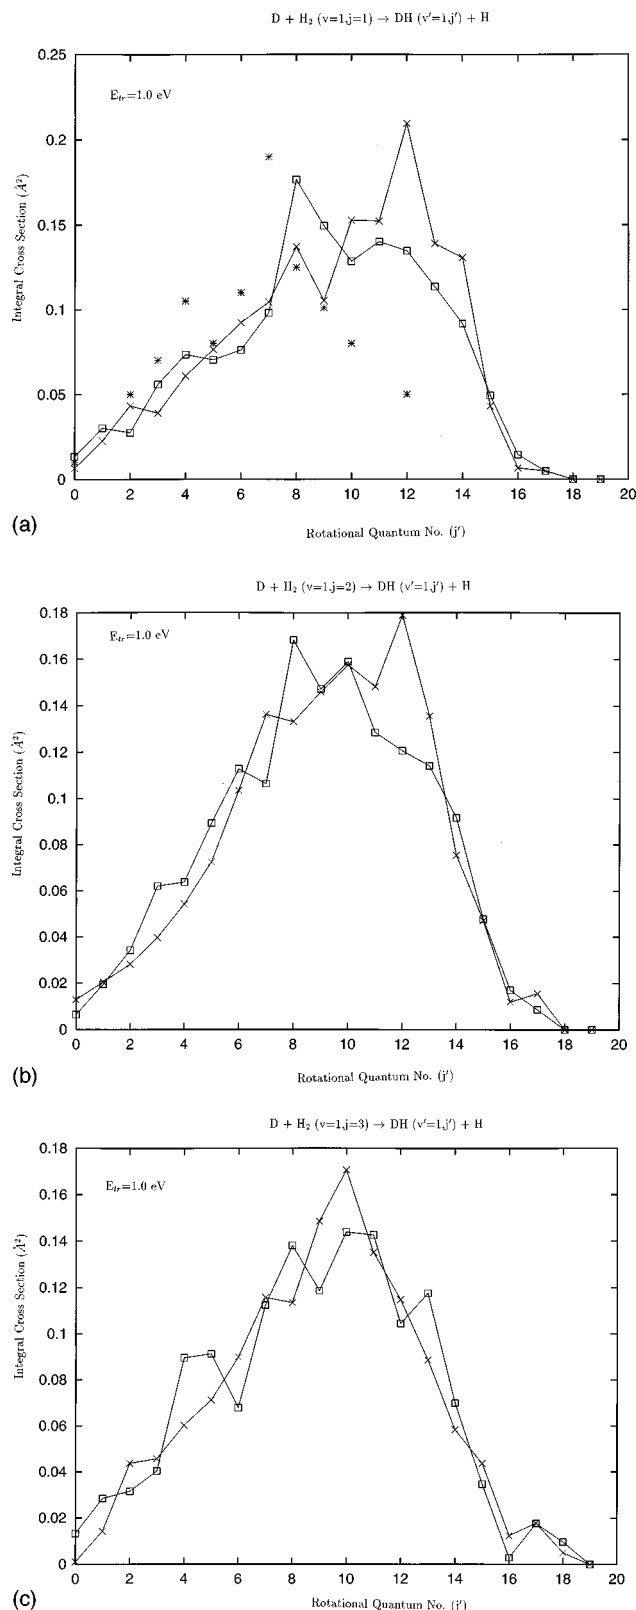 D + H₂ (v=1,j=1) → DH (v'=1,j') + H
0.25
E_tr=1.0 eV
0.2
0.15
0.1
0.05
0
Integral Cross Section (Å²)
0 2 4 6 8 10 12 14 16 18 20
(a)
Rotational Quantum No. (j')
D + H₂ (v=1,j=2) → DH (v'=1,j') + H
0.18
E_tr=1.0 eV
0.16
0.14
0.12
0.1
0.08
0.06
0.04
0.02
0
Integral Cross Section (Å²)
0 2 4 6 8 10 12 14 16 18 20
(b)
Rotational Quantum No. (j')
D + H₂ (v=1,j=3) → DH (v'=1,j') + H
0.18
E_tr=1.0 eV
0.16
0.14
0.12
0.1
0.08
0.06
0.04
0.02
0
Integral Cross Section (Å²)
0 2 4 6 8 10 12 14 16 18 20
(c)
Rotational Quantum No. (j')